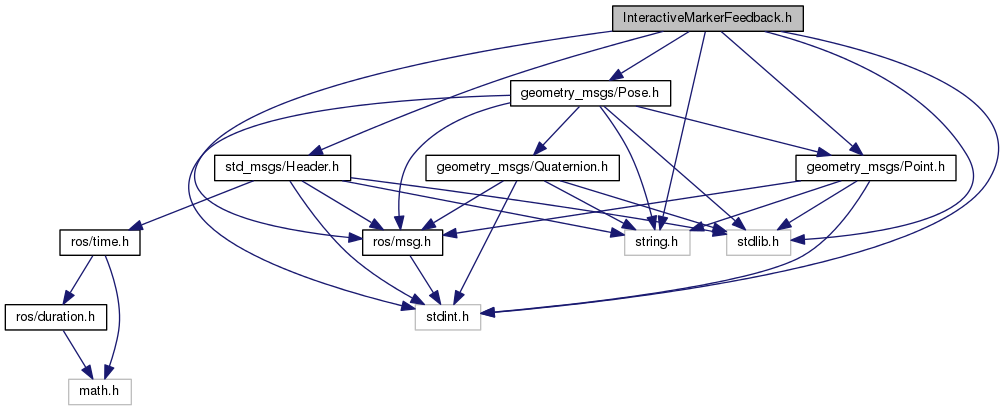 InteractiveMarkerFeedback.h
geometry_msgs/Pose.h
std_msgs/Header.h
geometry_msgs/Quaternion.h
geometry_msgs/Point.h
ros/time.h
ros/msg.h
string.h
stdlib.h
ros/duration.h
stdint.h
math.h